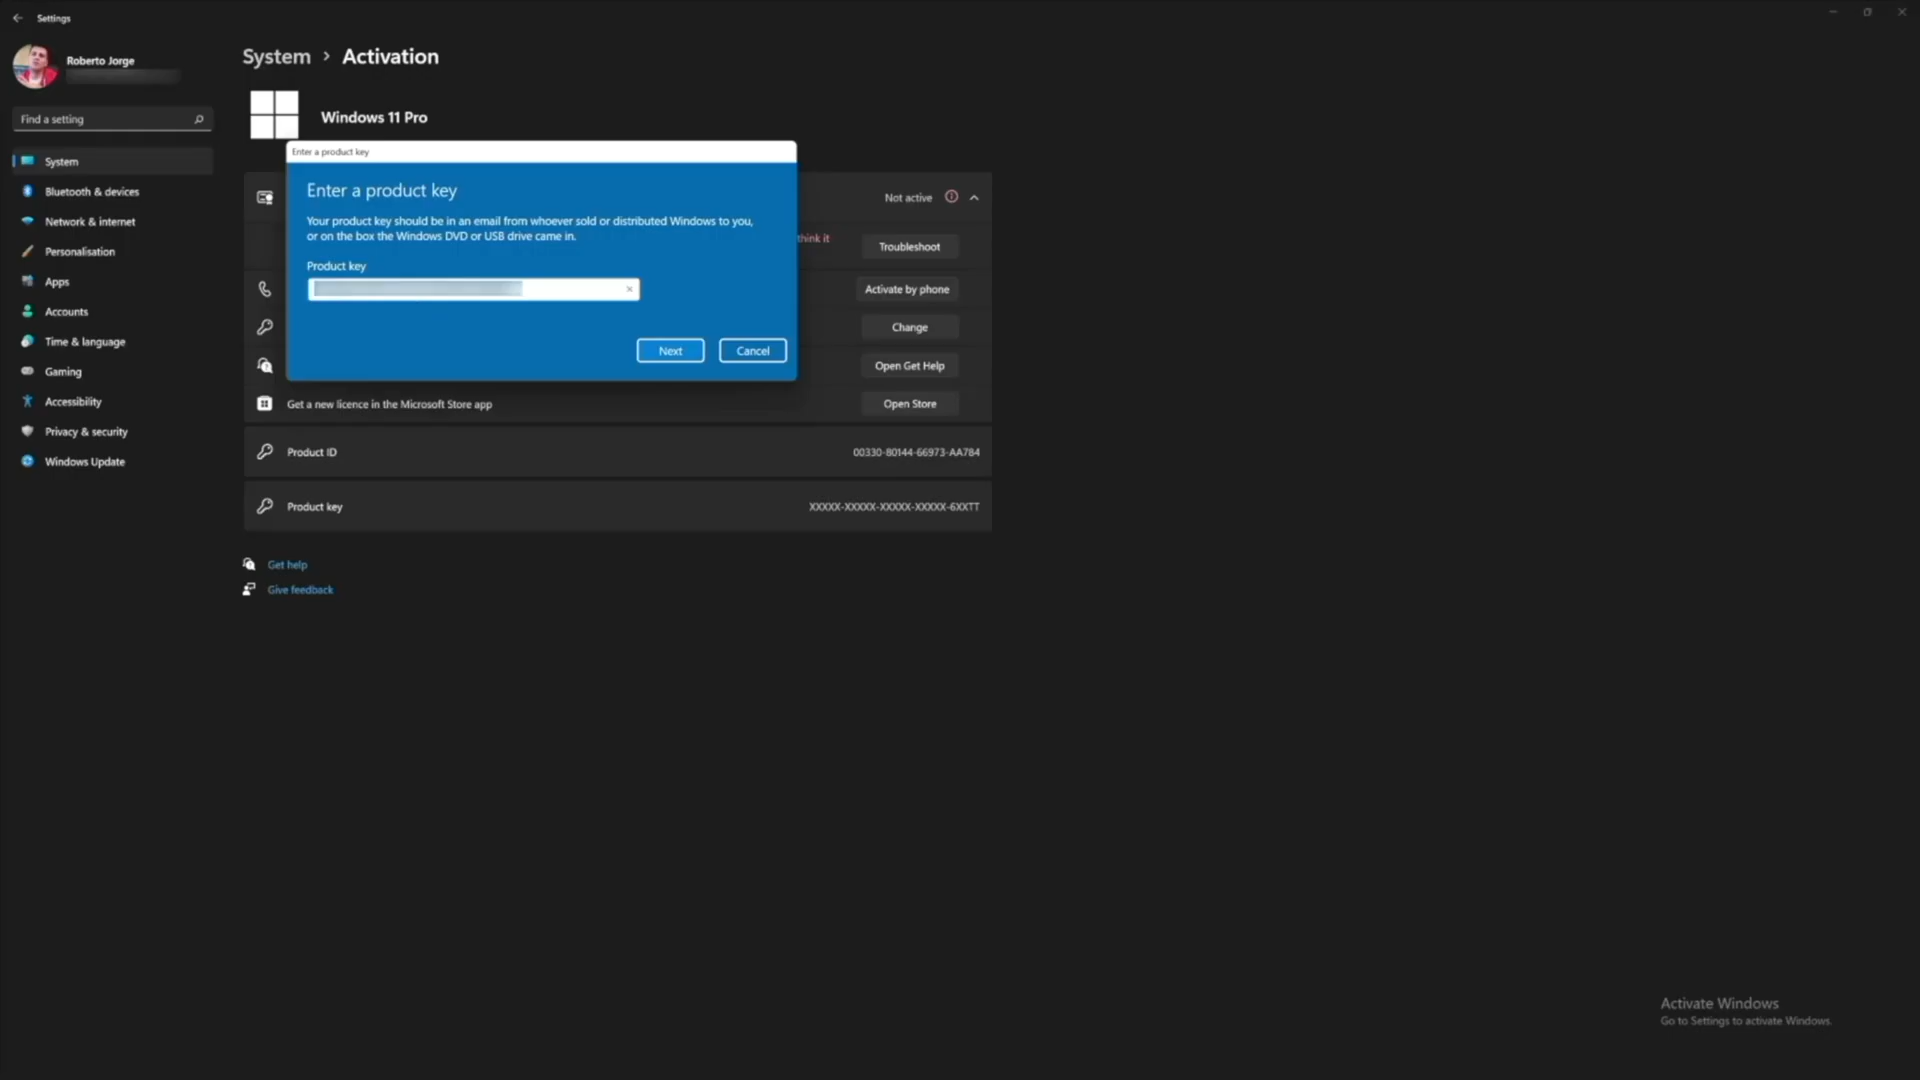 Settings
Roberto Jorge
Find a setting
System
Bluetooth & devices
Network & internet
Personalisation
Apps
Accounts
Time & language
Gaming
Accessibility
Privacy & security
Windows Update
System > Activation
Windows 11 Pro
Enter a product key
Enter a product key
Your product key should be in an email from whoever sold or distributed Windows to you,
or on the box the Windows DVD or USB drive came in.
Product key
Next
Cancel
Not active
think it
Troubleshoot
Activate by phone
Change
Open Get Help
Get a new licence in the Microsoft Store app
Open Store
Product ID
00330-80144-66973-AA784
Product key
XXXXX-XXXXX-XXXXX-XXXXX-6XXTT
Get help
Give feedback
Activate Windows
Go to Settings to activate Windows.